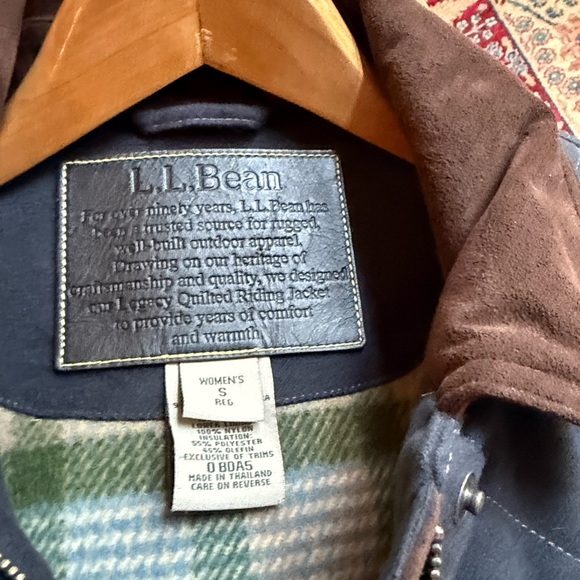 L.L.Bean
For over ninety years, L.L.Bean has
been a trusted source for rugged,
well-built outdoor apparel.
Drawing on our heritage of
craftsmanship and quality, we designed
our Legacy Quilted Riding Jacket
to provide years of comfort
and warmth
WOMEN'S
S
REG
LOWER
100% NYLON
INSULATION:
55% POLYESTER
45% OLEFIN
-EXCLUSIVE OF TRIMS
0BDA5
MADE IN THAILAND
CARE ON REVERSE